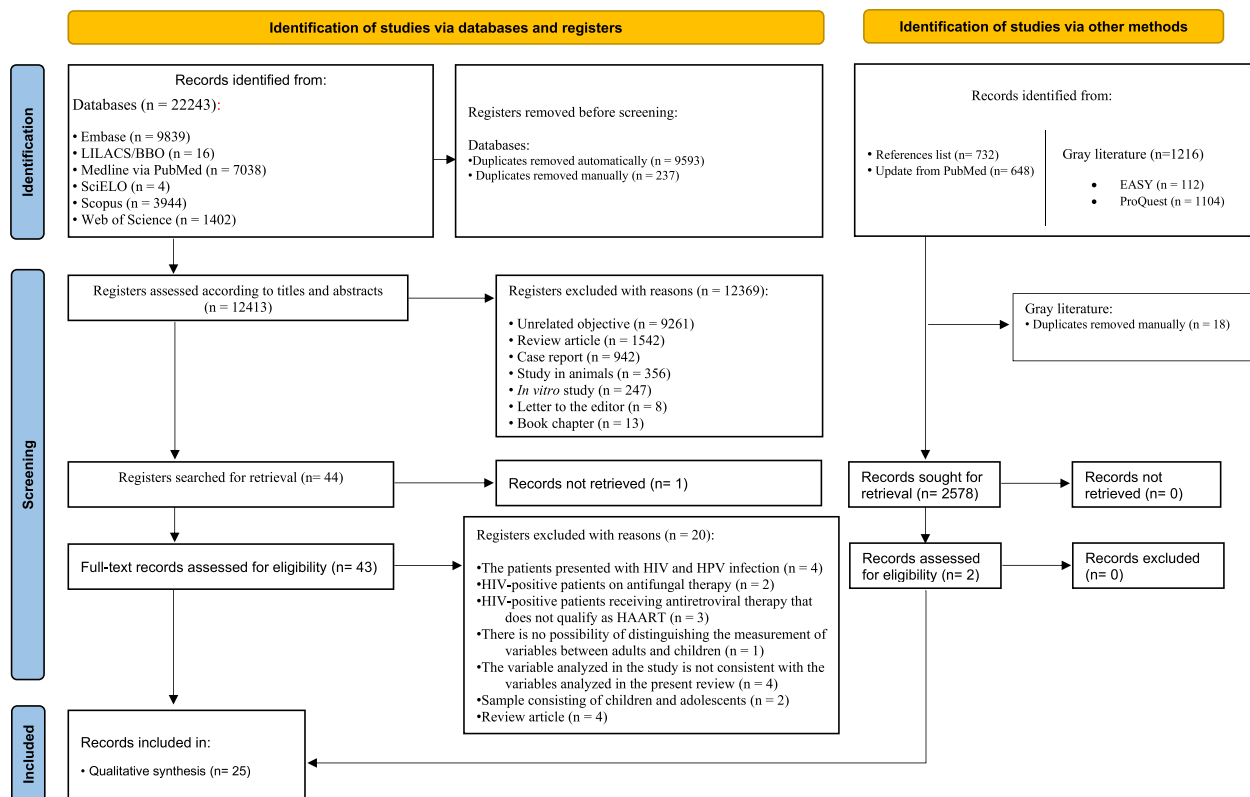 Identification of studies via databases and registers
Identification of studies via other methods
Identification
Records identified from:
Databases (n = 22243):
• Embase (n = 9839)
• LILACS/BBO (n = 16)
• Medline via PubMed (n = 7038)
• SciELO (n = 4)
• Scopus (n = 3944)
• Web of Science (n = 1402)
Registers removed before screening:
Databases:
•Duplicates removed automatically (n = 9593)
• Duplicates removed manually (n = 237)
Records identified from:
• References list (n= 732)
• Update from PubMed (n= 648)
Gray literature (n=1216)
• EASY (n = 112)
• ProQuest (n = 1104)
Screening
Registers assessed according to titles and abstracts
(n = 12413)
Registers excluded with reasons (n = 12369):
• Unrelated objective (n = 9261)
• Review article (n = 1542)
• Case report (n = 942)
• Study in animals (n = 356)
• In vitro study (n = 247)
• Letter to the editor (n = 8)
• Book chapter (n = 13)
Gray literature:
• Duplicates removed manually (n = 18)
Registers searched for retrieval (n= 44)
Records not retrieved (n= 1)
Records sought for
retrieval (n = 2578)
Records not
retrieved (n= 0)
Full-text records assessed for eligibility (n= 43)
Registers excluded with reasons (n = 20):
•The patients presented with HIV and HPV infection (n = 4)
•HIV-positive patients on antifungal therapy (n = 2)
•HIV-positive patients receiving antiretroviral therapy that
does not qualify as HAART (n = 3)
•There is no possibility of distinguishing the measurement of
variables between adults and children (n = 1)
•The variable analyzed in the study is not consistent with the
variables analyzed in the present review (n = 4)
•Sample consisting of children and adolescents (n = 2)
•Review article (n = 4)
Records assessed
for eligibility (n = 2)
Records excluded
(n = 0)
Included
Records included in:
• Qualitative synthesis (n= 25)